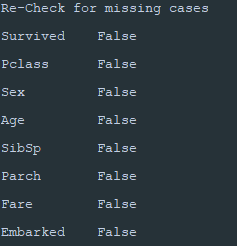 Re-Check for missing cases
Survived    False
Pclass      False
Sex         False
Age         False
SibSp       False
Parch       False
Fare        False
Embarked    False